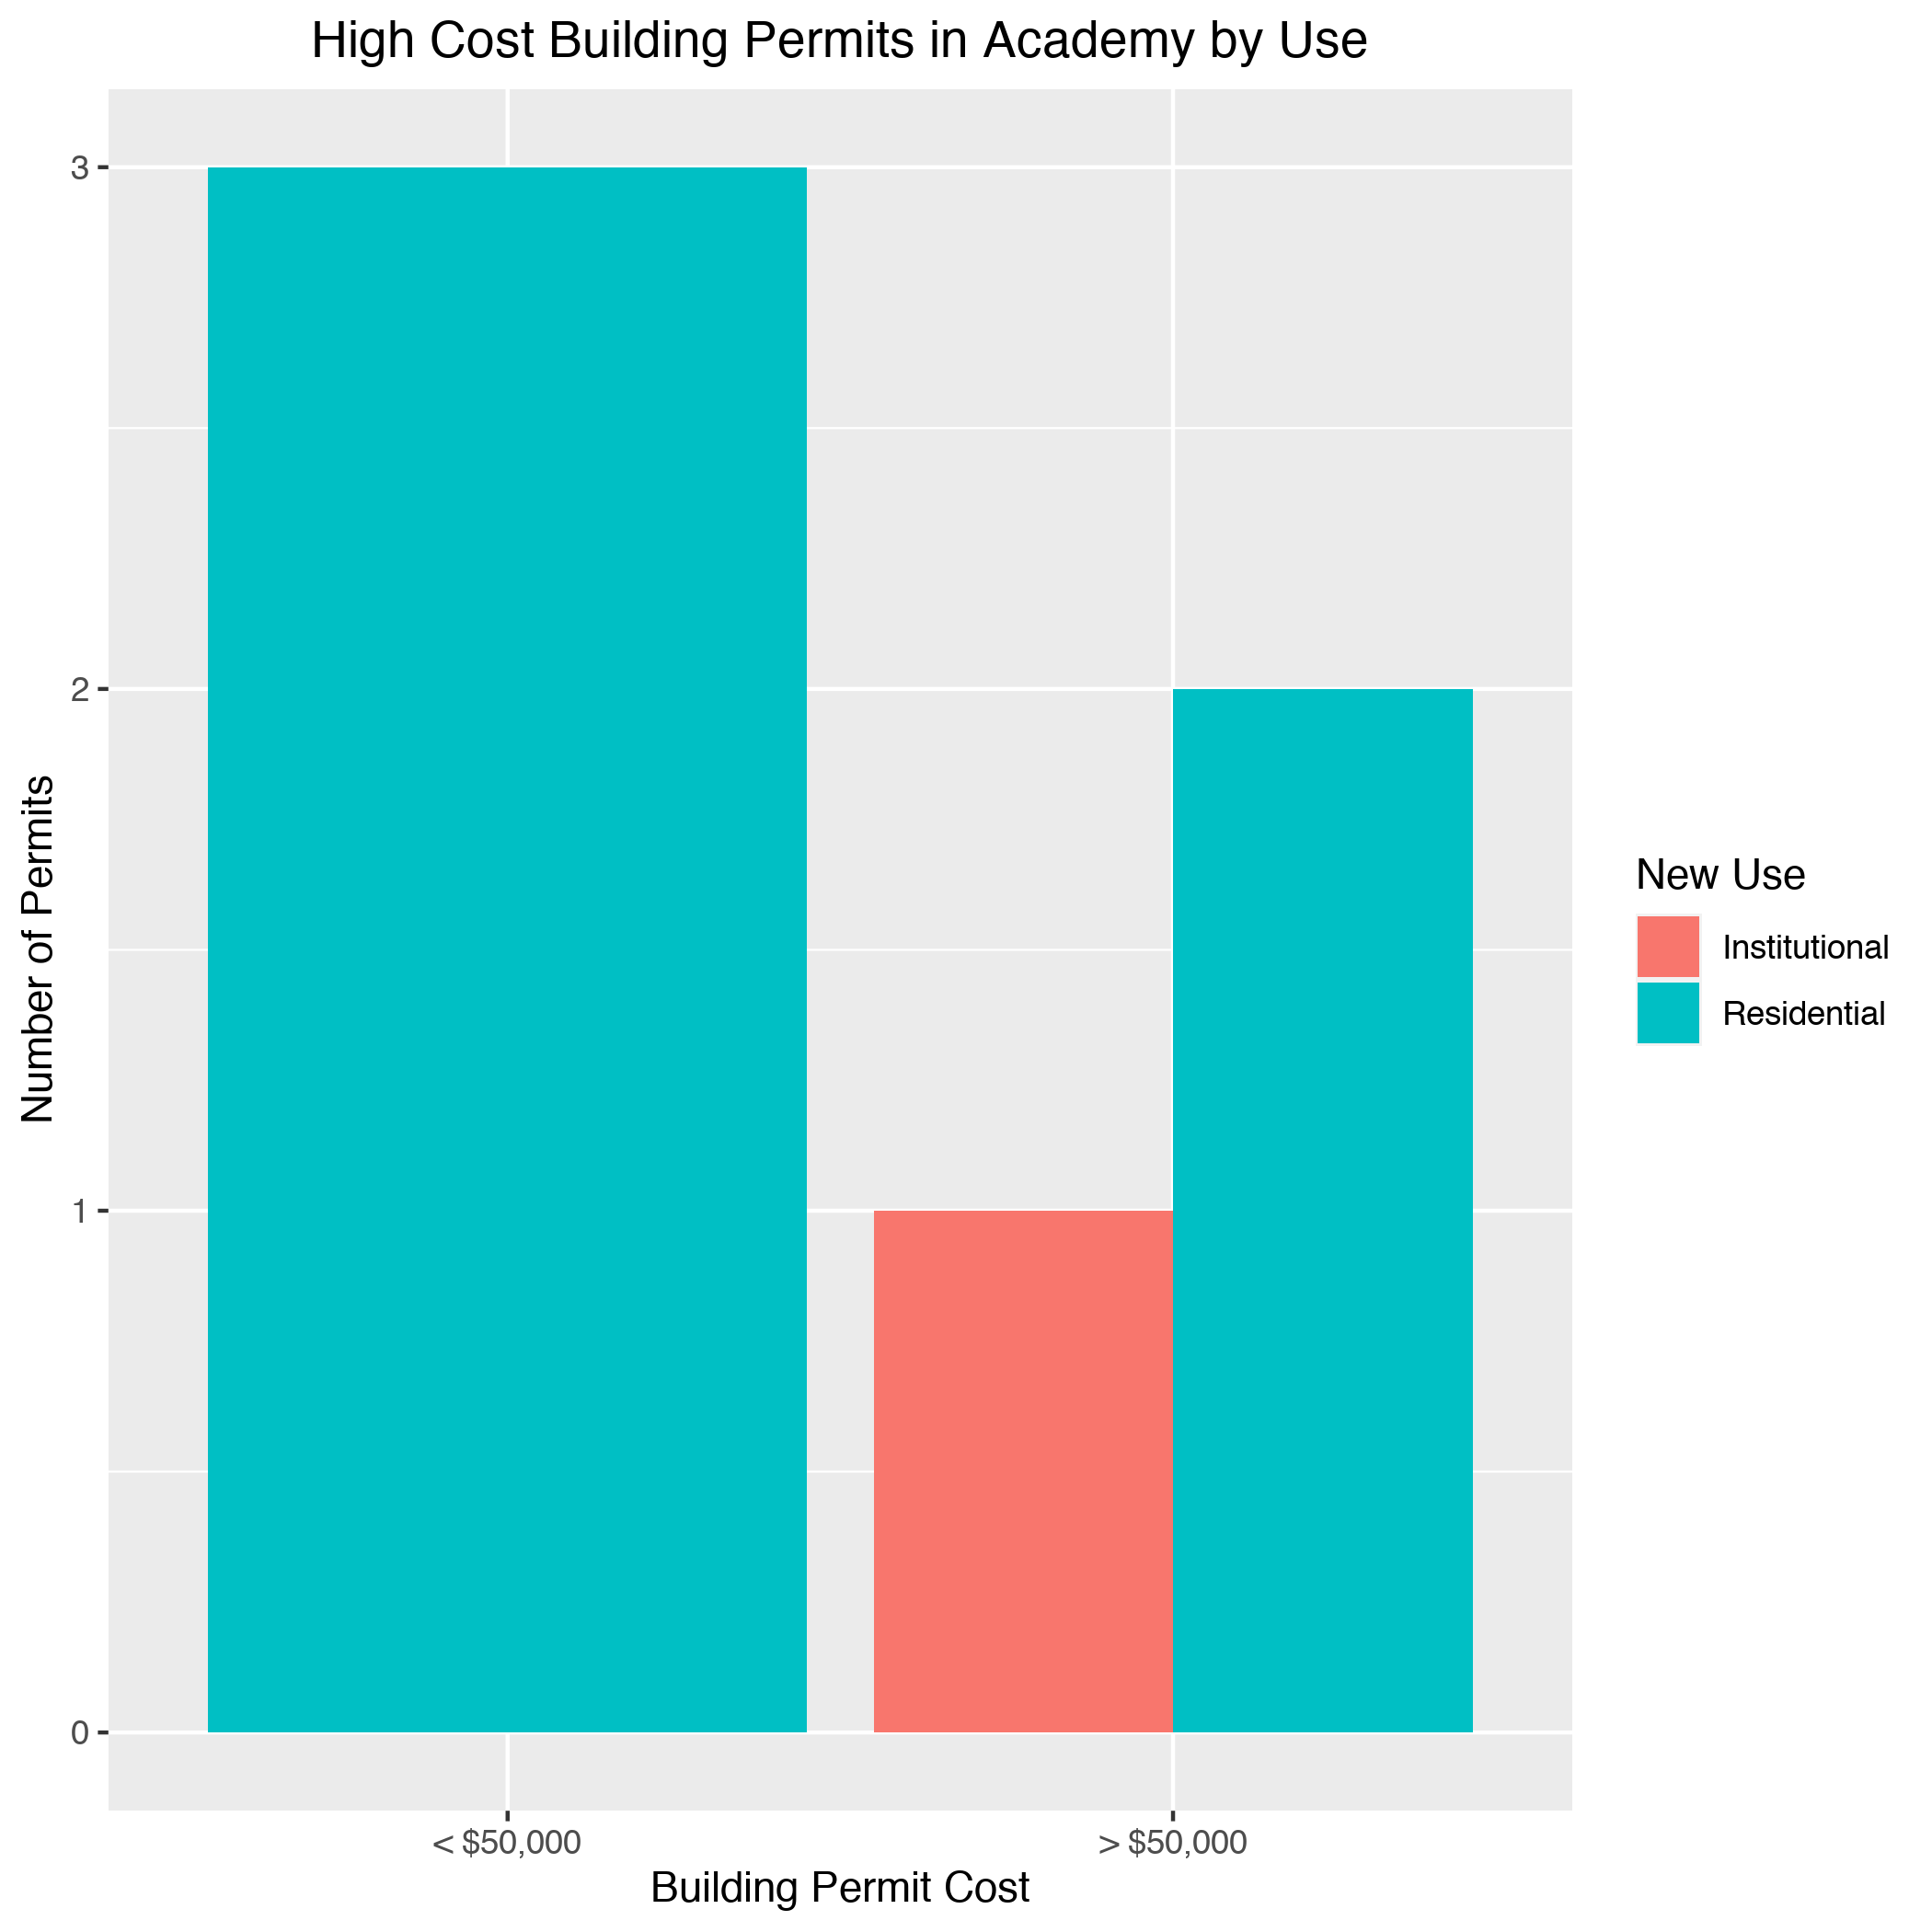 High Cost Building Permits in Academy by Use
Number of Permits
3
2
1
0
< $50,000
> $50,000
Building Permit Cost
New Use
Institutional
Residential